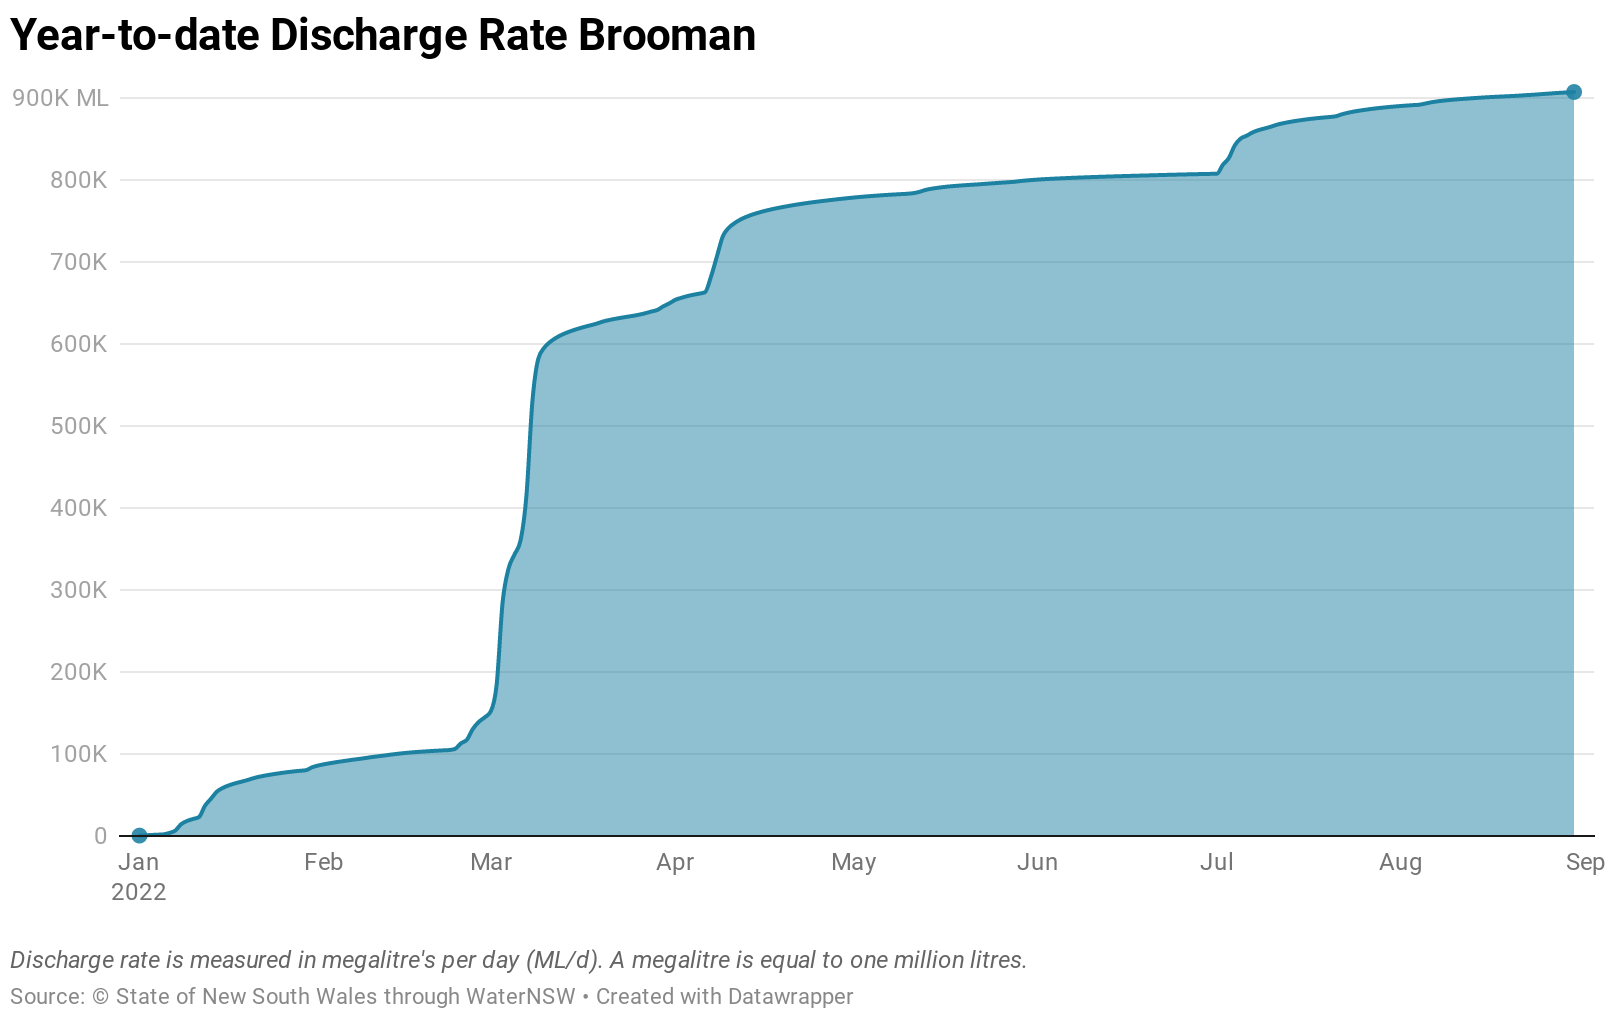 Year-to-date Discharge Rate Brooman
900K ML
800K
700K
600K
500K
400K
300K
200K
100K
0
Jan Feb Mar Apr May Jun Jul Aug Sep
2022
Discharge rate is measured in megalitre's per day (ML/d). A megalitre is equal to one million litres.
Source: © State of New South Wales through WaterNSW • Created with Datawrapper